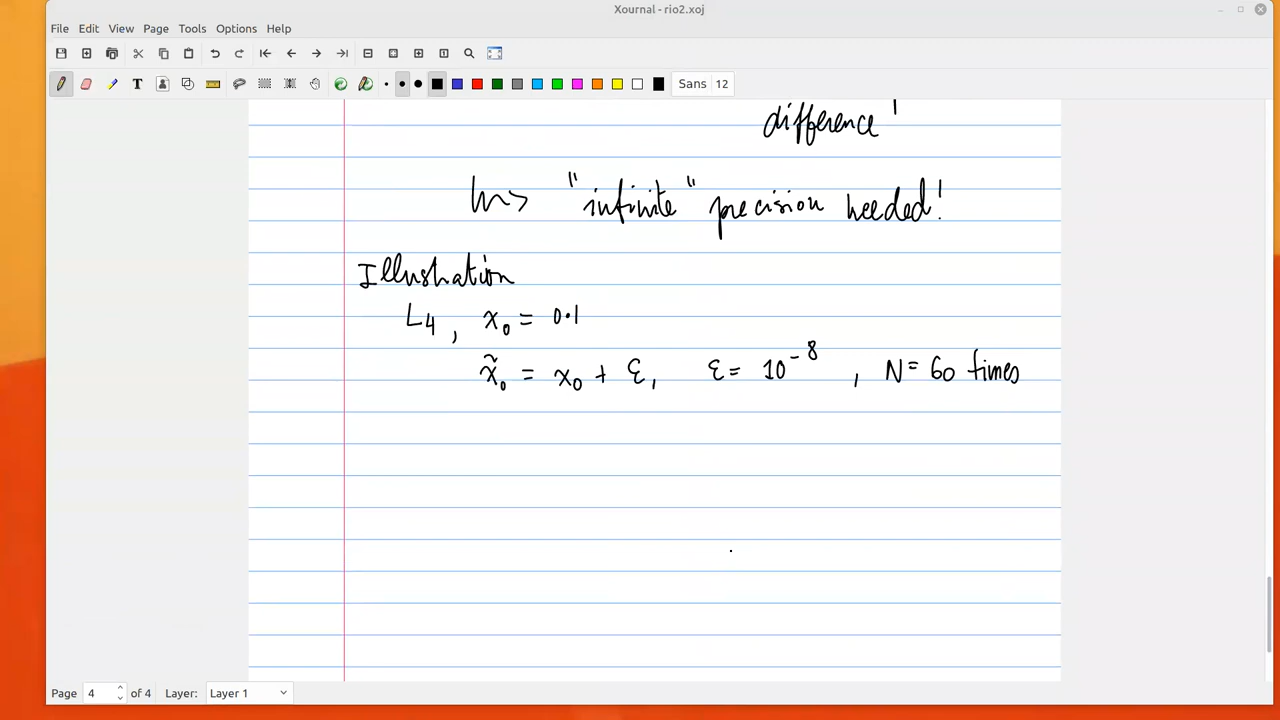 Xournal - rio2.xoj
File Edit View Page Tools Options Help
Sans 12
difference!
"infinite" precision needed!
Illustration
L₄, x₀ = 0.1
x̃₀ = x₀ + ε, ε = 10⁻⁸, N = 60 times
Page 4 of 4 Layer: Layer 1